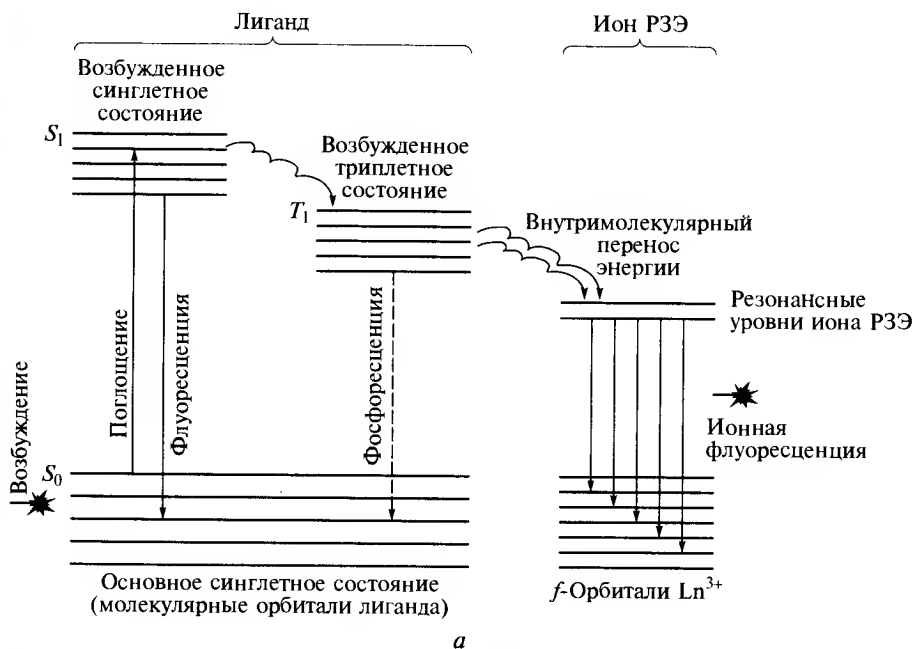 Лиганд
Ион РЗЭ
Возбужденное
синглетное
состояние
S₁
Возбужденное
триплетное
состояние
T₁
Внутримолекулярный
перенос
энергии
Резонансные
уровни иона РЗЭ
Возбуждение
Поглощение
Флуоресценция
Фосфоресценция
Ионная
флуоресценция
S₀
Основное синглетное состояние
(молекулярные орбитали лиганда)
f-Орбитали Ln³⁺
а